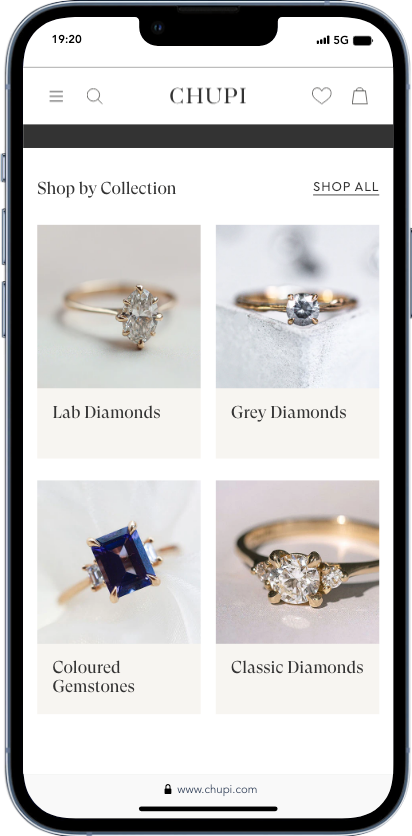 19:20
5G
CHUPI
Shop by Collection
SHOP ALL
Lab Diamonds
Grey Diamonds
Coloured
Gemstones
Classic Diamonds
www.chupi.com